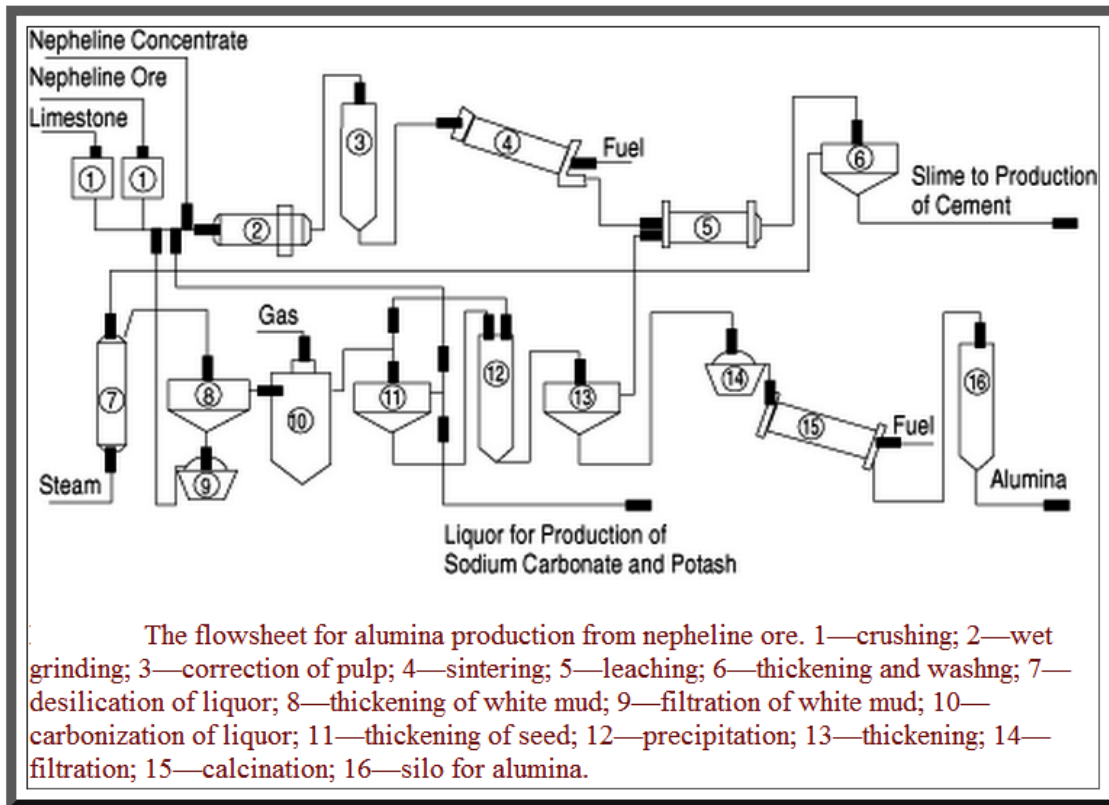 Nepheline Concentrate
Nepheline Ore
Limestone
1
1
2
3
4
Fuel
5
6
Slime to Production
of Cement
7
Steam
8
9
Gas
10
11
12
13
14
15
Fuel
16
Alumina
Liquor for Production of
Sodium Carbonate and Potash
The flowsheet for alumina production from nepheline ore. 1—crushing; 2—wet
grinding; 3—correction of pulp; 4—sintering; 5—leaching; 6—thickening and washng; 7—
desilication of liquor; 8—thickening of white mud; 9—filtration of white mud; 10—
carbonization of liquor; 11—thickening of seed; 12—precipitation; 13—thickening; 14—
filtration; 15—calcination; 16—silo for alumina.